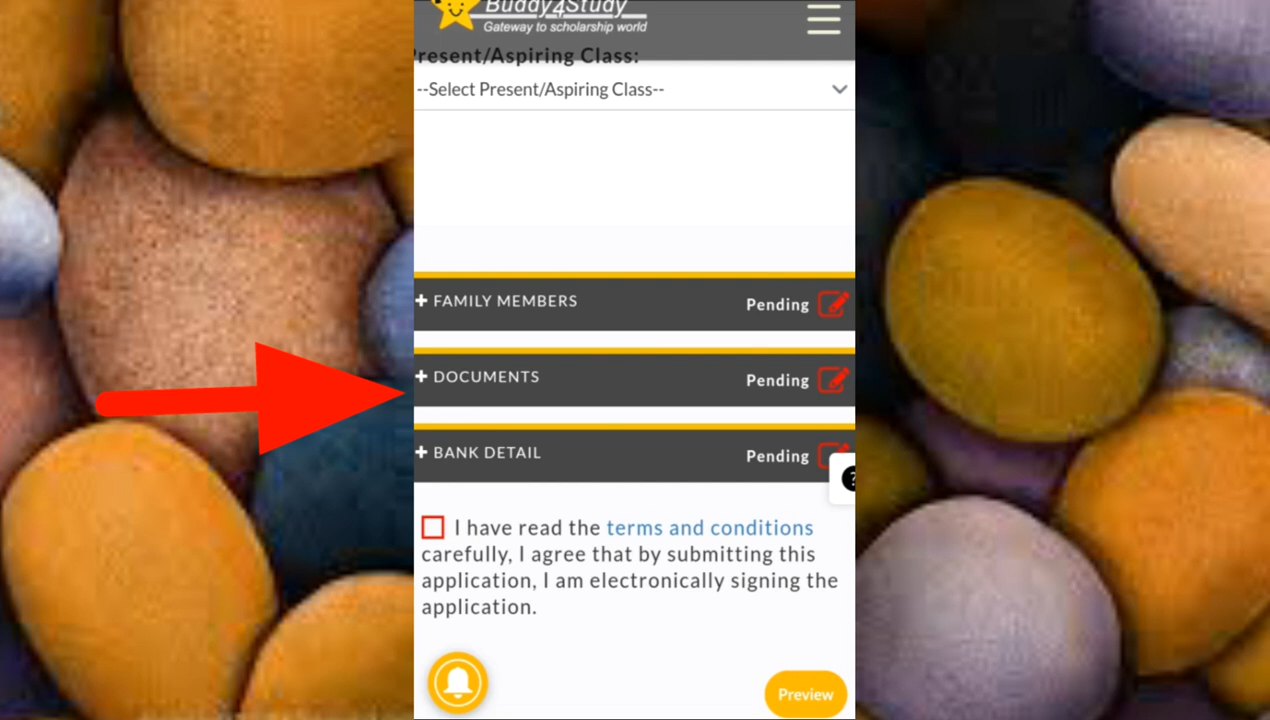 Buddy4Study
Gateway to scholarship world
Present/Aspiring Class:
--Select Present/Aspiring Class--
+ FAMILY MEMBERS Pending
+ DOCUMENTS Pending
+ BANK DETAIL Pending
?
I have read the terms and conditions
carefully, I agree that by submitting this
application, I am electronically signing the
application.
Preview